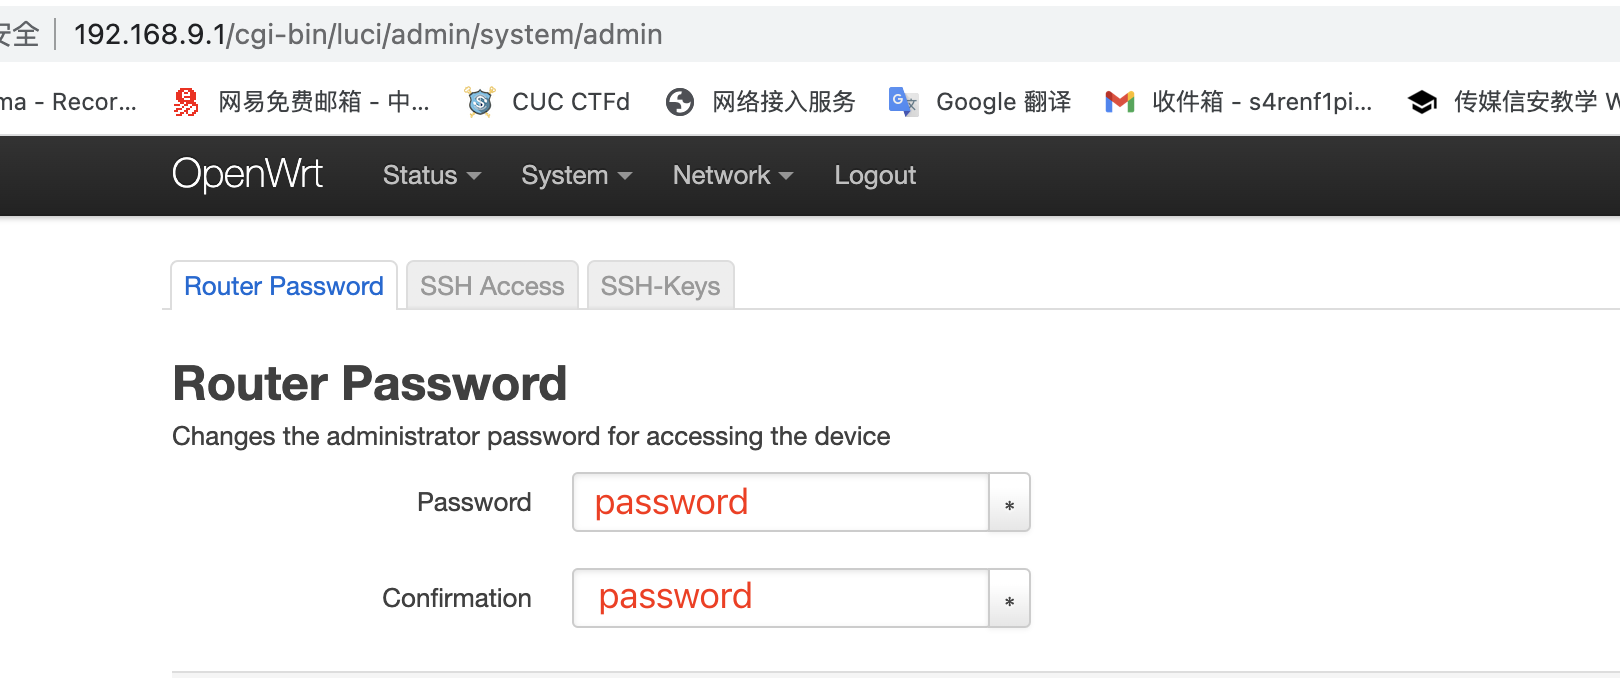 安全 192.168.9.1/cgi-bin/luci/admin/system/admin
ma - Recor... 网易免费邮箱 - 中... CUC CTFd 网络接入服务 Google 翻译 收件箱 - s4renf1pi... 传媒信安教学 W
OpenWrt Status System Network Logout
Router Password SSH Access SSH-Keys
Router Password
Changes the administrator password for accessing the device
Password password *
Confirmation password *